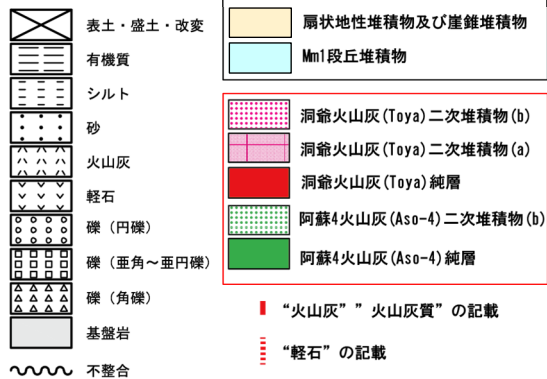 表土・盛土・改変
有機質
シルト
砂
火山灰
軽石
礫（円礫）
礫（亜角～亜円礫）
礫（角礫）
基盤岩
不整合
扇状地性堆積物及び崖錐堆積物
Mm1段丘堆積物
洞爺火山灰(Toya)二次堆積物(b)
洞爺火山灰(Toya)二次堆積物(a)
洞爺火山灰(Toya)純層
阿蘇4火山灰(Aso-4)二次堆積物(b)
阿蘇4火山灰(Aso-4)純層
“火山灰””火山灰質”の記載
“軽石”の記載